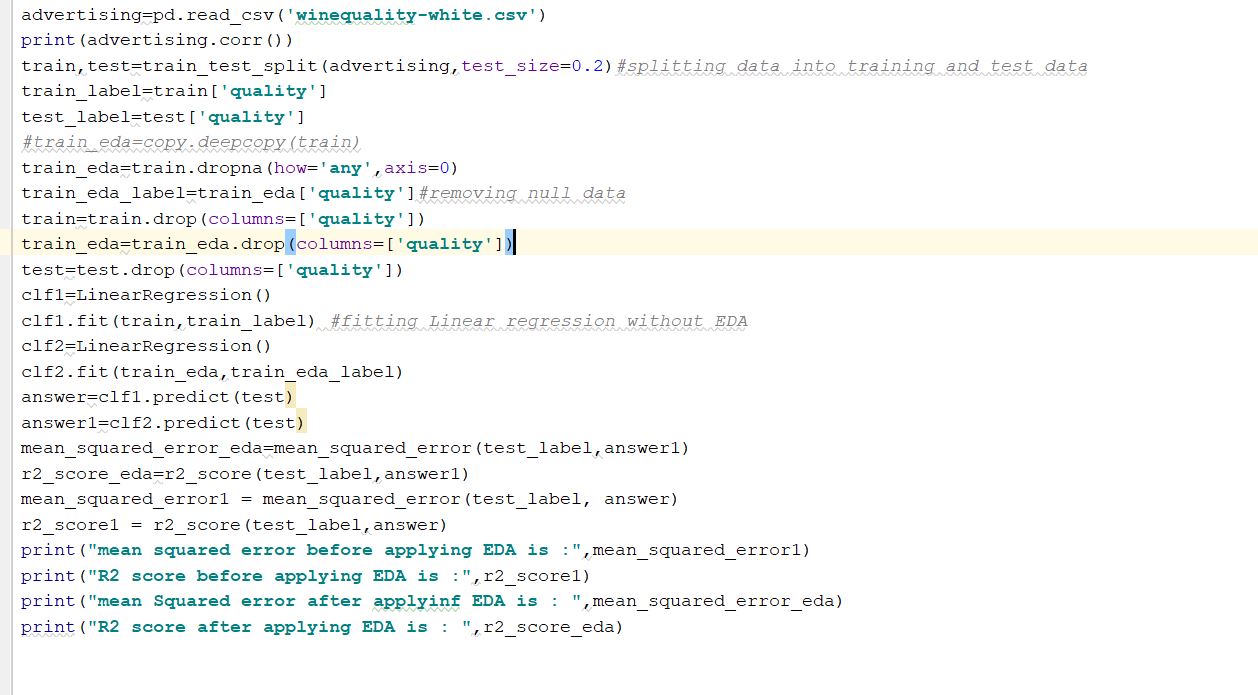 advertising=pd.read_csv('winequality-white.csv')
print(advertising.corr())
train,test=train_test_split(advertising,test_size=0.2)#splitting data into training and test data
train_label=train['quality']
test_label=test['quality']
#train_eda=copy.deepcopy(train)
train_eda=train.dropna(how='any',axis=0)
train_eda_label=train_eda['quality']#removing null data
train=train.drop(columns=['quality'])
train_eda=train_eda.drop(columns=['quality'])
test=test.drop(columns=['quality'])
clf1=LinearRegression()
clf1.fit(train,train_label) #fitting Linear regression without EDA
clf2=LinearRegression()
clf2.fit(train_eda,train_eda_label)
answer=clf1.predict(test)
answer1=clf2.predict(test)
mean_squared_error_eda=mean_squared_error(test_label,answer1)
r2_score_eda=r2_score(test_label,answer1)
mean_squared_error1 = mean_squared_error(test_label, answer)
r2_score1 = r2_score(test_label,answer)
print("mean squared error before applying EDA is :",mean_squared_error1)
print("R2 score before applying EDA is :",r2_score1)
print("mean Squared error after applyinf EDA is : ",mean_squared_error_eda)
print("R2 score after applying EDA is : ",r2_score_eda)